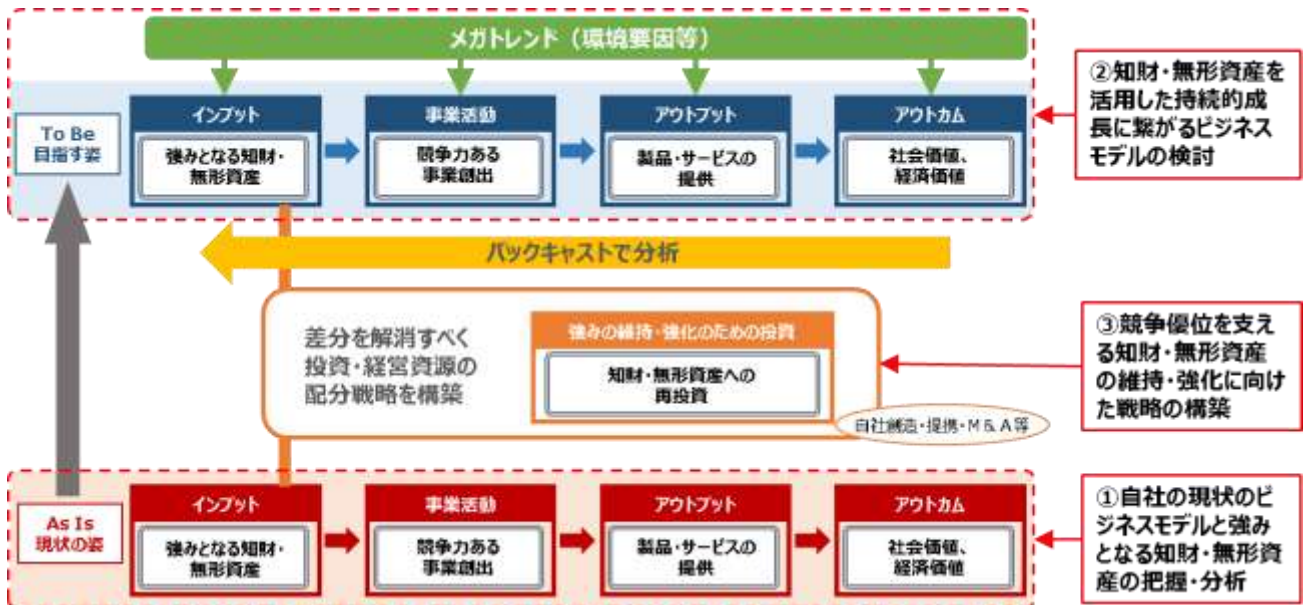 メガトレンド（環境要因等）
To Be
目指す姿
インプット
強みとなる知財・
無形資産
事業活動
競争力ある
事業創出
アウトプット
製品・サービスの
提供
アウトカム
社会価値、
経済価値
②知財・無形資産を
活用した持続的成
長に繋がるビジネス
モデルの検討
バックキャストで分析
差分を解消すべく
投資・経営資源の
配分戦略を構築
強みの維持・強化のための投資
知財・無形資産への
再投資
自社創造・提携・M&A等
③競争優位を支え
る知財・無形資産
の維持・強化に向け
た戦略の構築
As Is
現状の姿
インプット
強みとなる知財・
無形資産
事業活動
競争力ある
事業創出
アウトプット
製品・サービスの
提供
アウトカム
社会価値、
経済価値
①自社の現状のビ
ジネスモデルと強み
となる知財・無形資
産の把握・分析